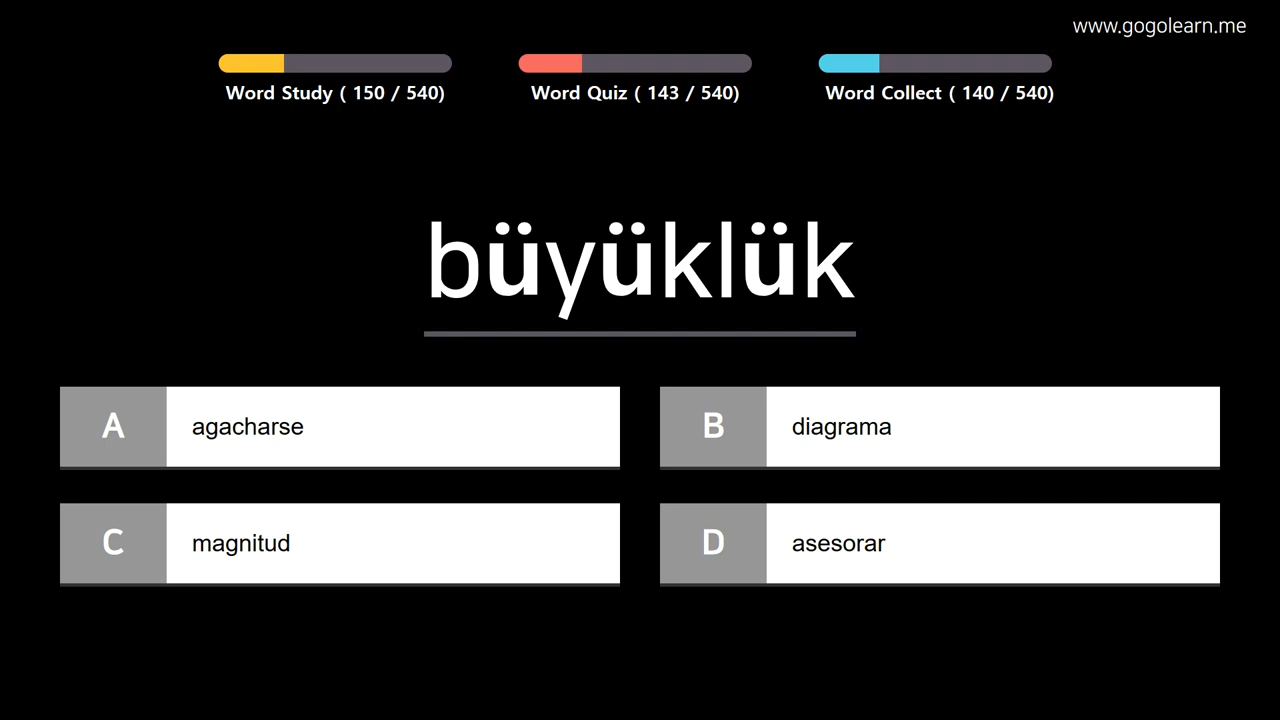 www.gogolearn.me
Word Study ( 150 / 540)
Word Quiz ( 143 / 540)
Word Collect ( 140 / 540)
büyüklük
A agacharse
B diagrama
C magnitud
D asesorar